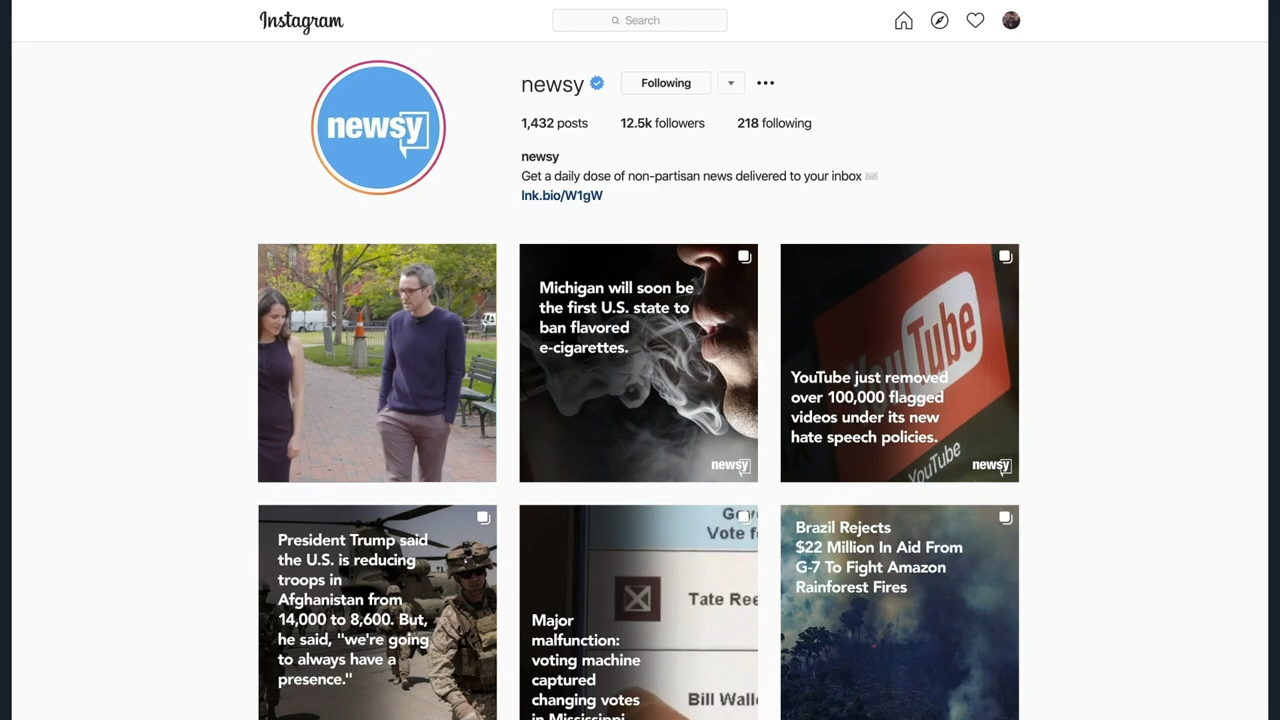 Instagram
Search
newsy
Following
1,432 posts 12.5k followers 218 following
newsy
newsy
Get a daily dose of non-partisan news delivered to your inbox
lnk.bio/W1gW
Michigan will soon be
the first U.S. state to
ban flavored
e-cigarettes.
newsy
YouTube
YouTube just removed
over 100,000 flagged
videos under its new
hate speech policies.
YouTube
newsy
President Trump said
the U.S. is reducing
troops in
Afghanistan from
14,000 to 8,600. But,
he said, "we're going
to always have a
presence."
Vote
Tate Ree
Major
malfunction:
voting machine
captured
changing votes
in Mississippi
Bill Walle
Brazil Rejects
$22 Million In Aid From
G-7 To Fight Amazon
Rainforest Fires